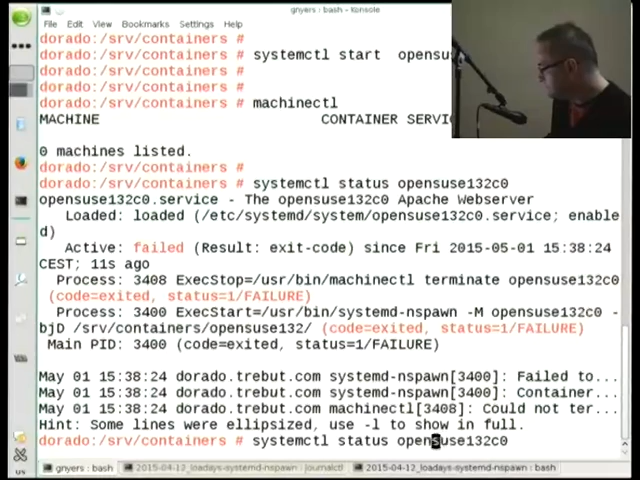 gnyers : bash - Konsole
File Edit View Bookmarks Settings Help
dorado:/srv/containers #
dorado:/srv/containers # systemctl start opensu
dorado:/srv/containers #
dorado:/srv/containers #
dorado:/srv/containers # machinectl
MACHINE CONTAINER SERVIC
0 machines listed.
dorado:/srv/containers #
dorado:/srv/containers # systemctl status opensuse132c0
opensuse132c0.service - The opensuse132c0 Apache Webserver
Loaded: loaded (/etc/systemd/system/opensuse132c0.service; enable
d)
Active: failed (Result: exit-code) since Fri 2015-05-01 15:38:24
CEST; 11s ago
Process: 3408 ExecStop=/usr/bin/machinectl terminate opensuse132c0
(code=exited, status=1/FAILURE)
Process: 3400 ExecStart=/usr/bin/systemd-nspawn -M opensuse132c0 -
bjD /srv/containers/opensuse132/ (code=exited, status=1/FAILURE)
Main PID: 3400 (code=exited, status=1/FAILURE)
May 01 15:38:24 dorado.trebut.com systemd-nspawn[3400]: Failed to...
May 01 15:38:24 dorado.trebut.com systemd-nspawn[3400]: Container...
May 01 15:38:24 dorado.trebut.com machinectl[3408]: Could not ter...
Hint: Some lines were ellipsized, use -l to show in full.
dorado:/srv/containers # systemctl status opensuse132c0
gnyers : bash
2015-04-12_loadays-systemd-nspawn : journalctl
2015-04-12_loadays-systemd-nspawn : bash
US